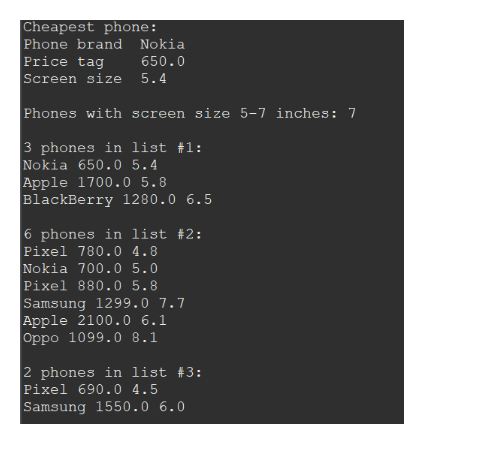 Cheapest phone:
Phone brand  Nokia
Price tag    650.0
Screen size  5.4
Phones with screen size 5-7 inches: 7
3 phones in list #1:
Nokia 650.0 5.4
Apple 1700.0 5.8
BlackBerry 1280.0 6.5
6 phones in list #2:
Pixel 780.0 4.8
Nokia 700.0 5.0
Pixel 880.0 5.8
Samsung 1299.0 7.7
Apple 2100.0 6.1
Oppo 1099.0 8.1
2 phones in list #3:
Pixel 690.0 4.5
Samsung 1550.0 6.0